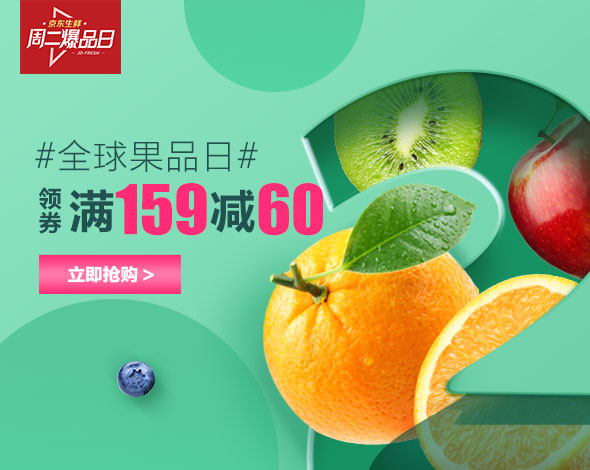 京东生鲜
周二爆品日
JD·FRESH
#全球果品日#
领券 满159减60
立即抢购 >